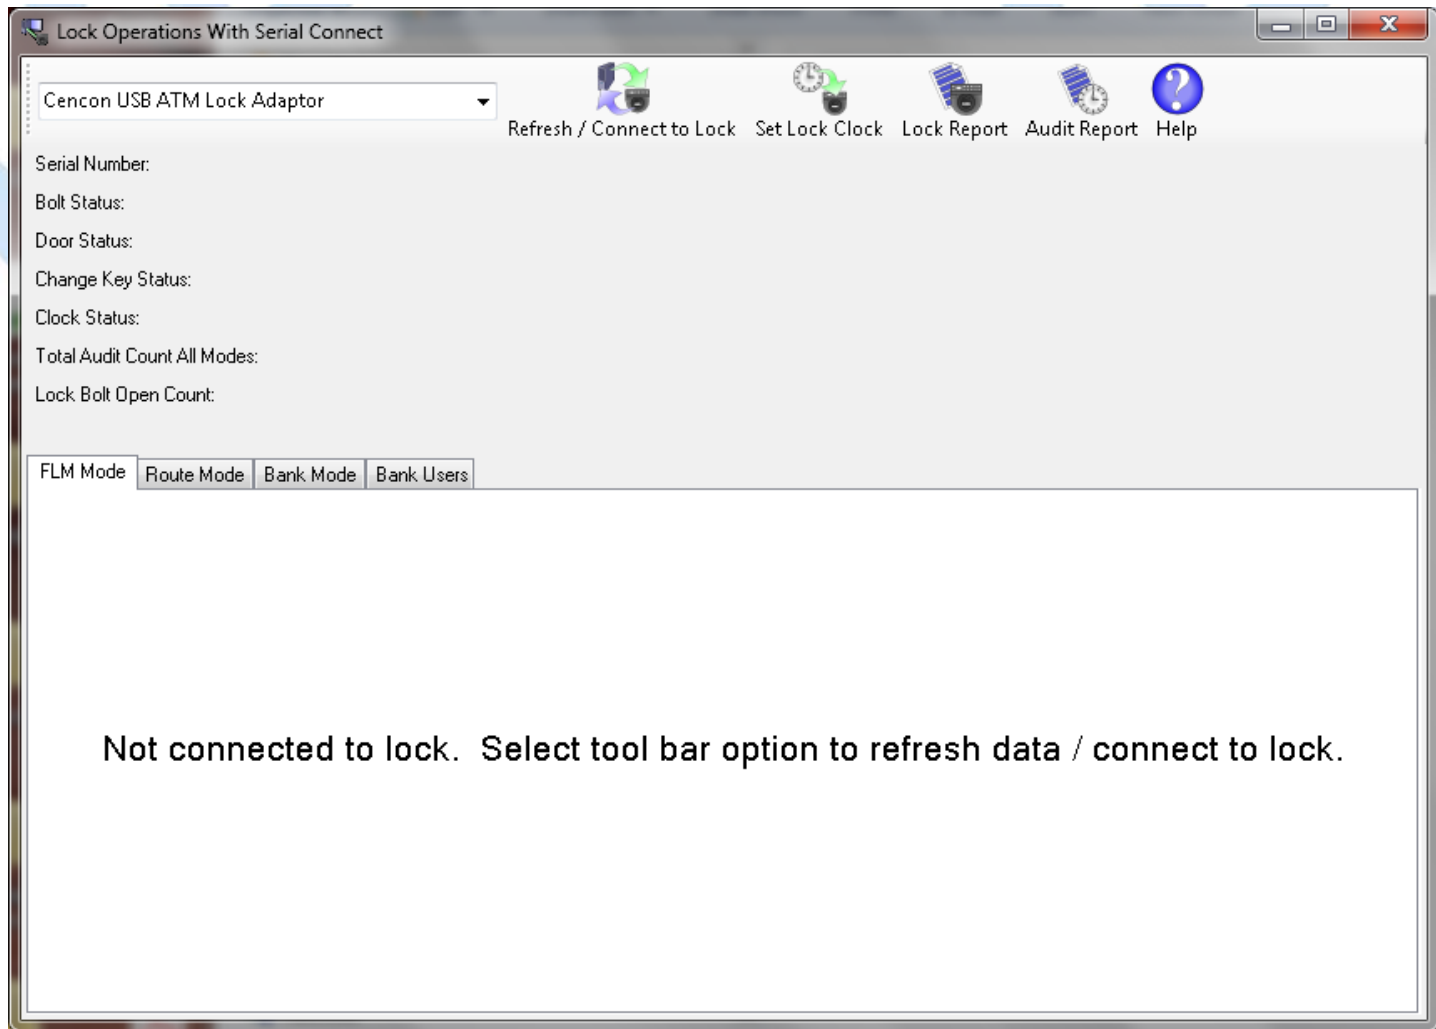 Lock Operations With Serial Connect
Cencon USB ATM Lock Adaptor
Refresh / Connect to Lock Set Lock Clock Lock Report Audit Report Help
Serial Number:
Bolt Status:
Door Status:
Change Key Status:
Clock Status:
Total Audit Count All Modes:
Lock Bolt Open Count:
FLM Mode Route Mode Bank Mode Bank Users
Not connected to lock.  Select tool bar option to refresh data / connect to lock.